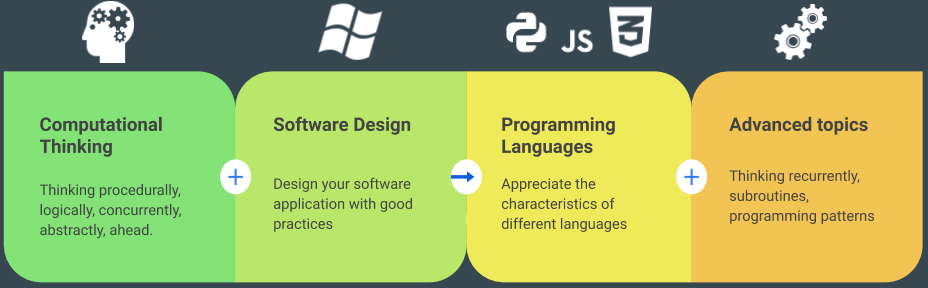 JS
3
Computational
Thinking
Thinking procedurally,
logically, concurrently,
abstractly, ahead.
Software Design
Design your software
application with good
practices
Programming
Languages
Appreciate the
characteristics of
different languages
Advanced topics
Thinking recurrently,
subroutines,
programming patterns